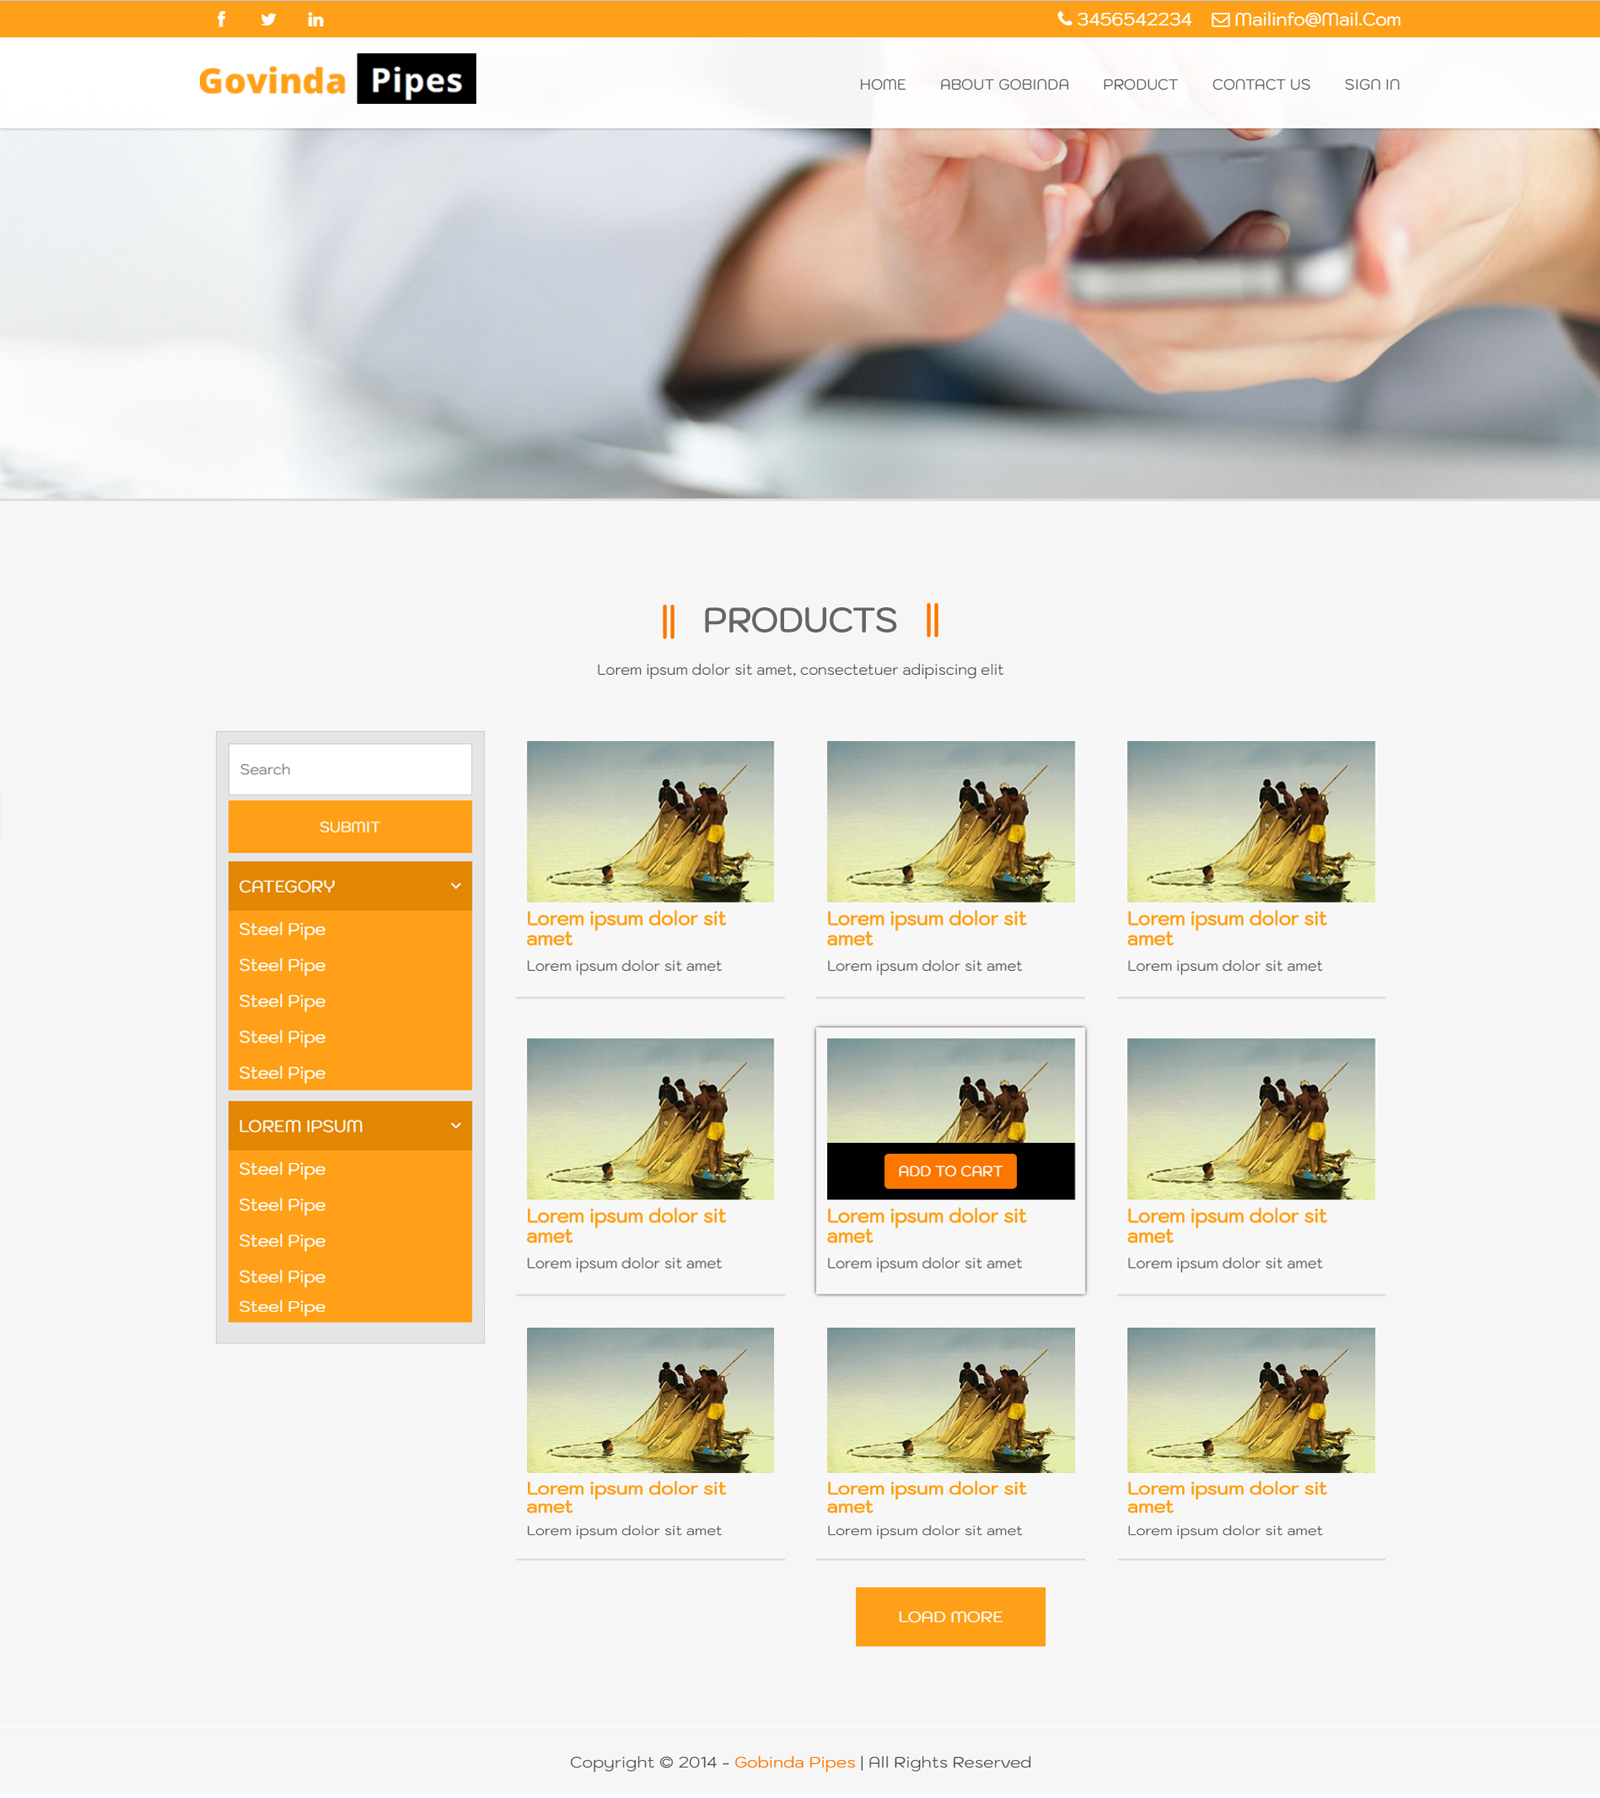 3456542234 Mailinfo@Mail.Com
Govinda Pipes
HOME ABOUT GOBINDA PRODUCT CONTACT US SIGN IN
PRODUCTS
Lorem ipsum dolor sit amet, consectetuer adipiscing elit
Search
SUBMIT
CATEGORY
Steel Pipe
Steel Pipe
Steel Pipe
Steel Pipe
Steel Pipe
LOREM IPSUM
Steel Pipe
Steel Pipe
Steel Pipe
Steel Pipe
Steel Pipe
Lorem ipsum dolor sit
amet
Lorem ipsum dolor sit amet
Lorem ipsum dolor sit
amet
Lorem ipsum dolor sit amet
Lorem ipsum dolor sit
amet
Lorem ipsum dolor sit amet
Lorem ipsum dolor sit
amet
Lorem ipsum dolor sit amet
ADD TO CART
Lorem ipsum dolor sit
amet
Lorem ipsum dolor sit amet
Lorem ipsum dolor sit
amet
Lorem ipsum dolor sit amet
Lorem ipsum dolor sit
amet
Lorem ipsum dolor sit amet
Lorem ipsum dolor sit
amet
Lorem ipsum dolor sit amet
Lorem ipsum dolor sit
amet
Lorem ipsum dolor sit amet
LOAD MORE
Copyright © 2014 - Gobinda Pipes | All Rights Reserved